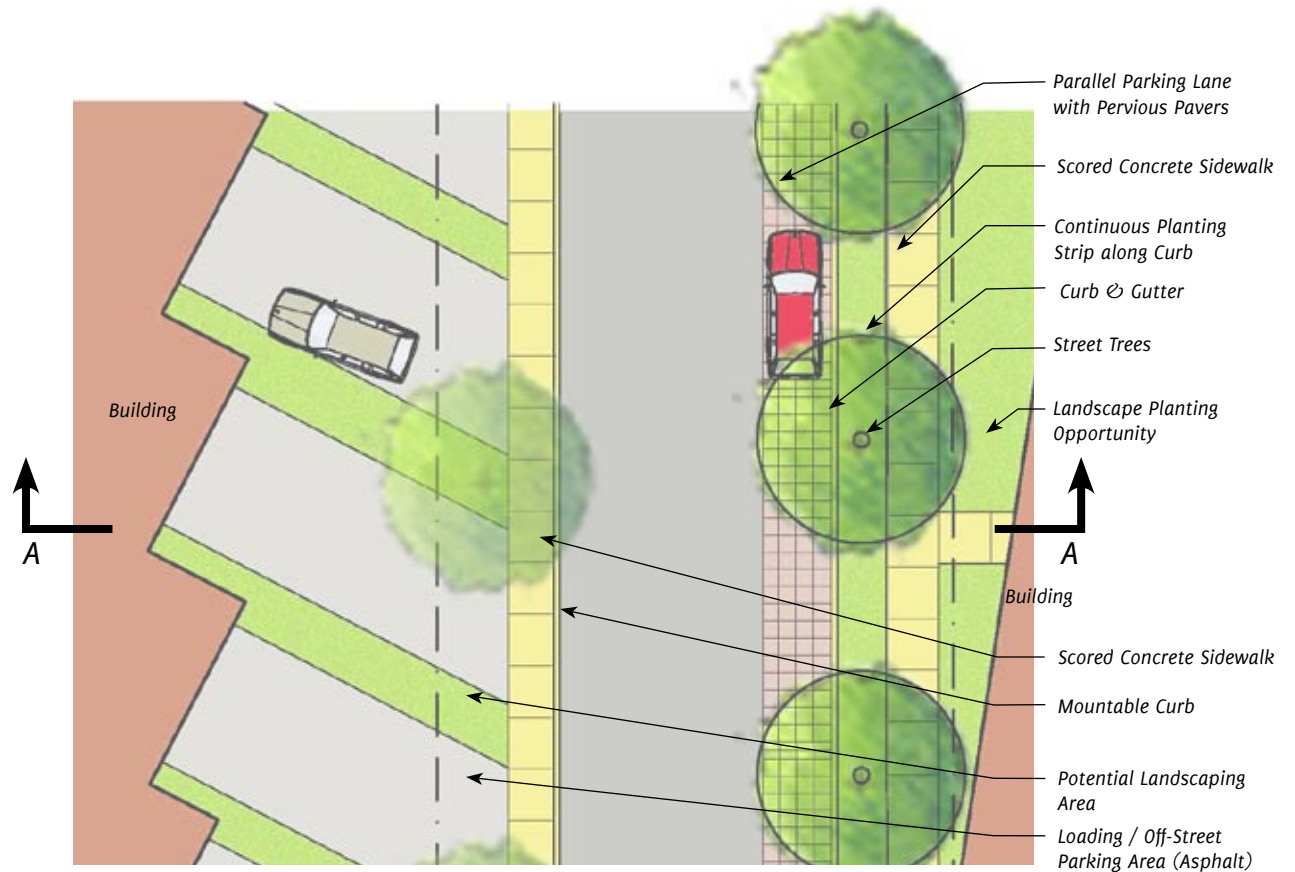 Parallel Parking Lane
with Pervious Pavers
Scored Concrete Sidewalk
Continuous Planting
Strip along Curb
Curb & Gutter
Street Trees
Building
Landscape Planting
Opportunity
A
A
Building
Scored Concrete Sidewalk
Mountable Curb
Potential Landscaping
Area
Loading / Off-Street
Parking Area (Asphalt)